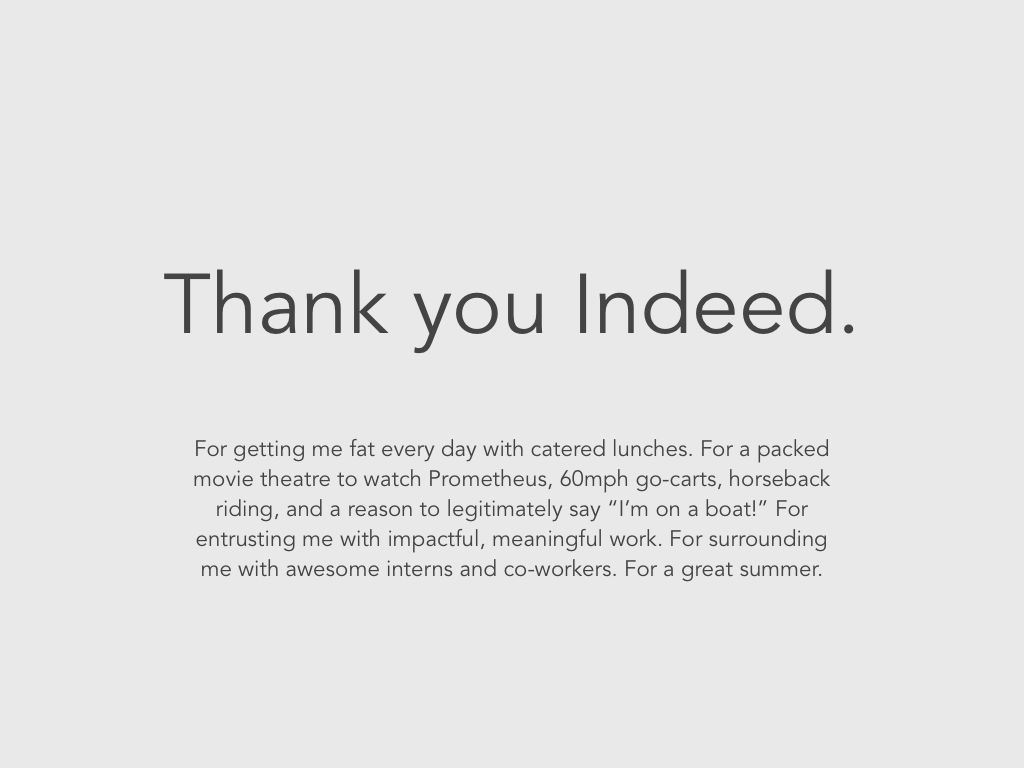 Thank you Indeed.
For getting me fat every day with catered lunches. For a packed
movie theatre to watch Prometheus, 60mph go-carts, horseback
riding, and a reason to legitimately say “I’m on a boat!” For
entrusting me with impactful, meaningful work. For surrounding
me with awesome interns and co-workers. For a great summer.